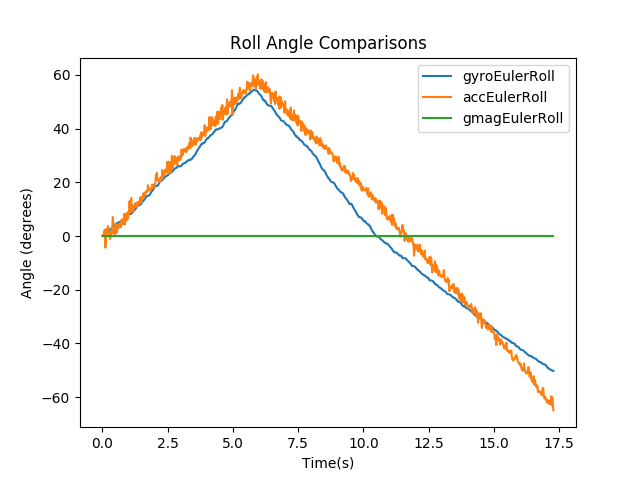 Roll Angle Comparisons
gyroEulerRoll
accEulerRoll
gmagEulerRoll
Angle (degrees)
60
40
20
0
−20
−40
−60
0.0 2.5 5.0 7.5 10.0 12.5 15.0 17.5
Time(s)